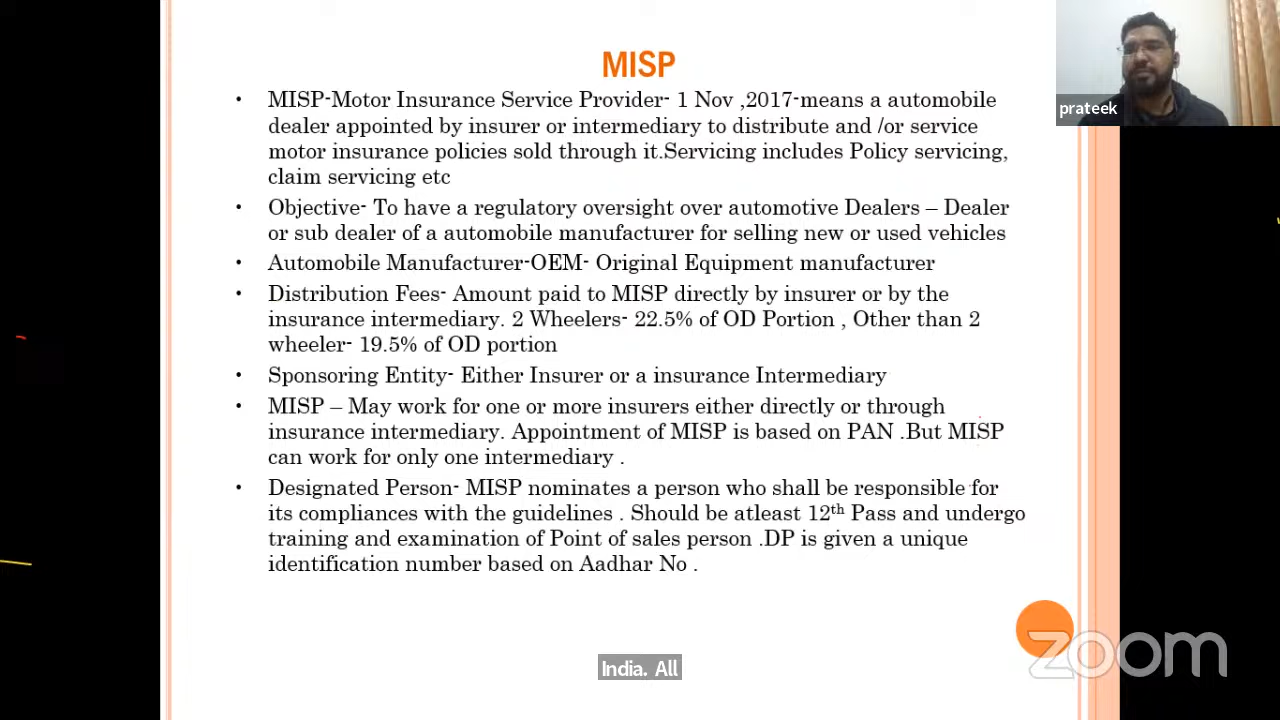 MISP
prateek
• MISP-Motor Insurance Service Provider- 1 Nov ,2017-means a automobile
dealer appointed by insurer or intermediary to distribute and /or service
motor insurance policies sold through it.Servicing includes Policy servicing,
claim servicing etc
• Objective- To have a regulatory oversight over automotive Dealers – Dealer
or sub dealer of a automobile manufacturer for selling new or used vehicles
• Automobile Manufacturer-OEM- Original Equipment manufacturer
• Distribution Fees- Amount paid to MISP directly by insurer or by the
insurance intermediary. 2 Wheelers- 22.5% of OD Portion , Other than 2
wheeler- 19.5% of OD portion
• Sponsoring Entity- Either Insurer or a insurance Intermediary
• MISP – May work for one or more insurers either directly or through
insurance intermediary. Appointment of MISP is based on PAN .But MISP
can work for only one intermediary .
• Designated Person- MISP nominates a person who shall be responsible for
its compliances with the guidelines . Should be atleast 12th Pass and undergo
training and examination of Point of sales person .DP is given a unique
identification number based on Aadhar No .
zoom
India. All